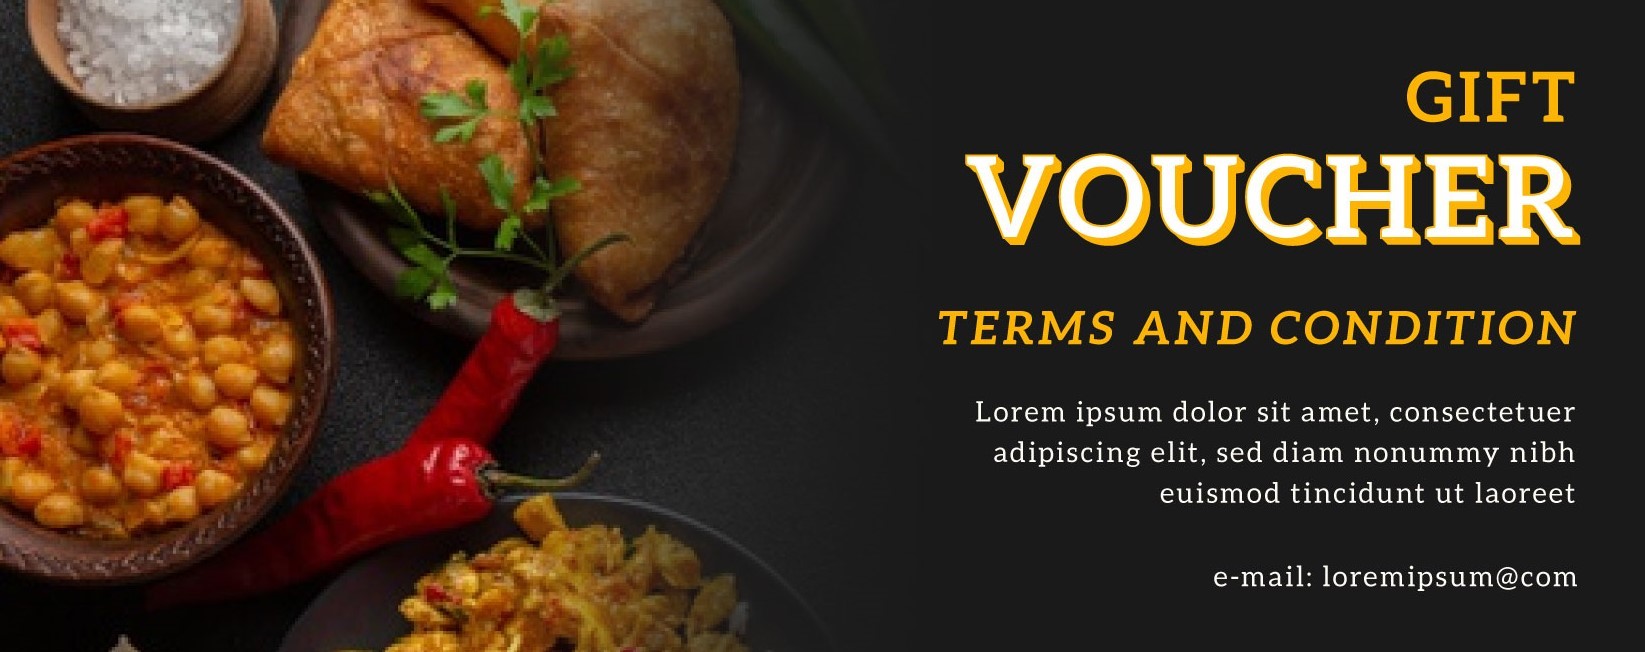 GIFT
VOUCHER
TERMS AND CONDITION
Lorem ipsum dolor sit amet, consectetuer
adipiscing elit, sed diam nonummy nibh
euismod tincidunt ut laoreet
e-mail: loremipsum@com